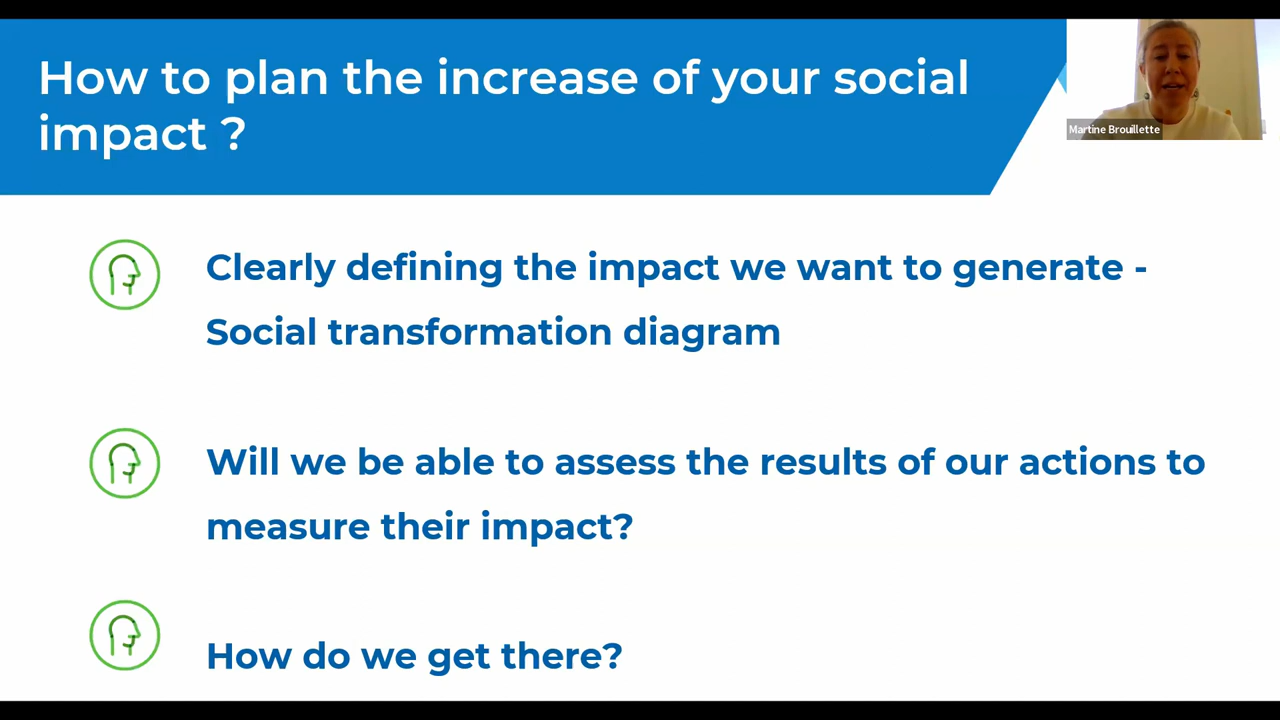 How to plan the increase of your social
impact ?
Martine Brouillette
Clearly defining the impact we want to generate -
Social transformation diagram
Will we be able to assess the results of our actions to
measure their impact?
How do we get there?